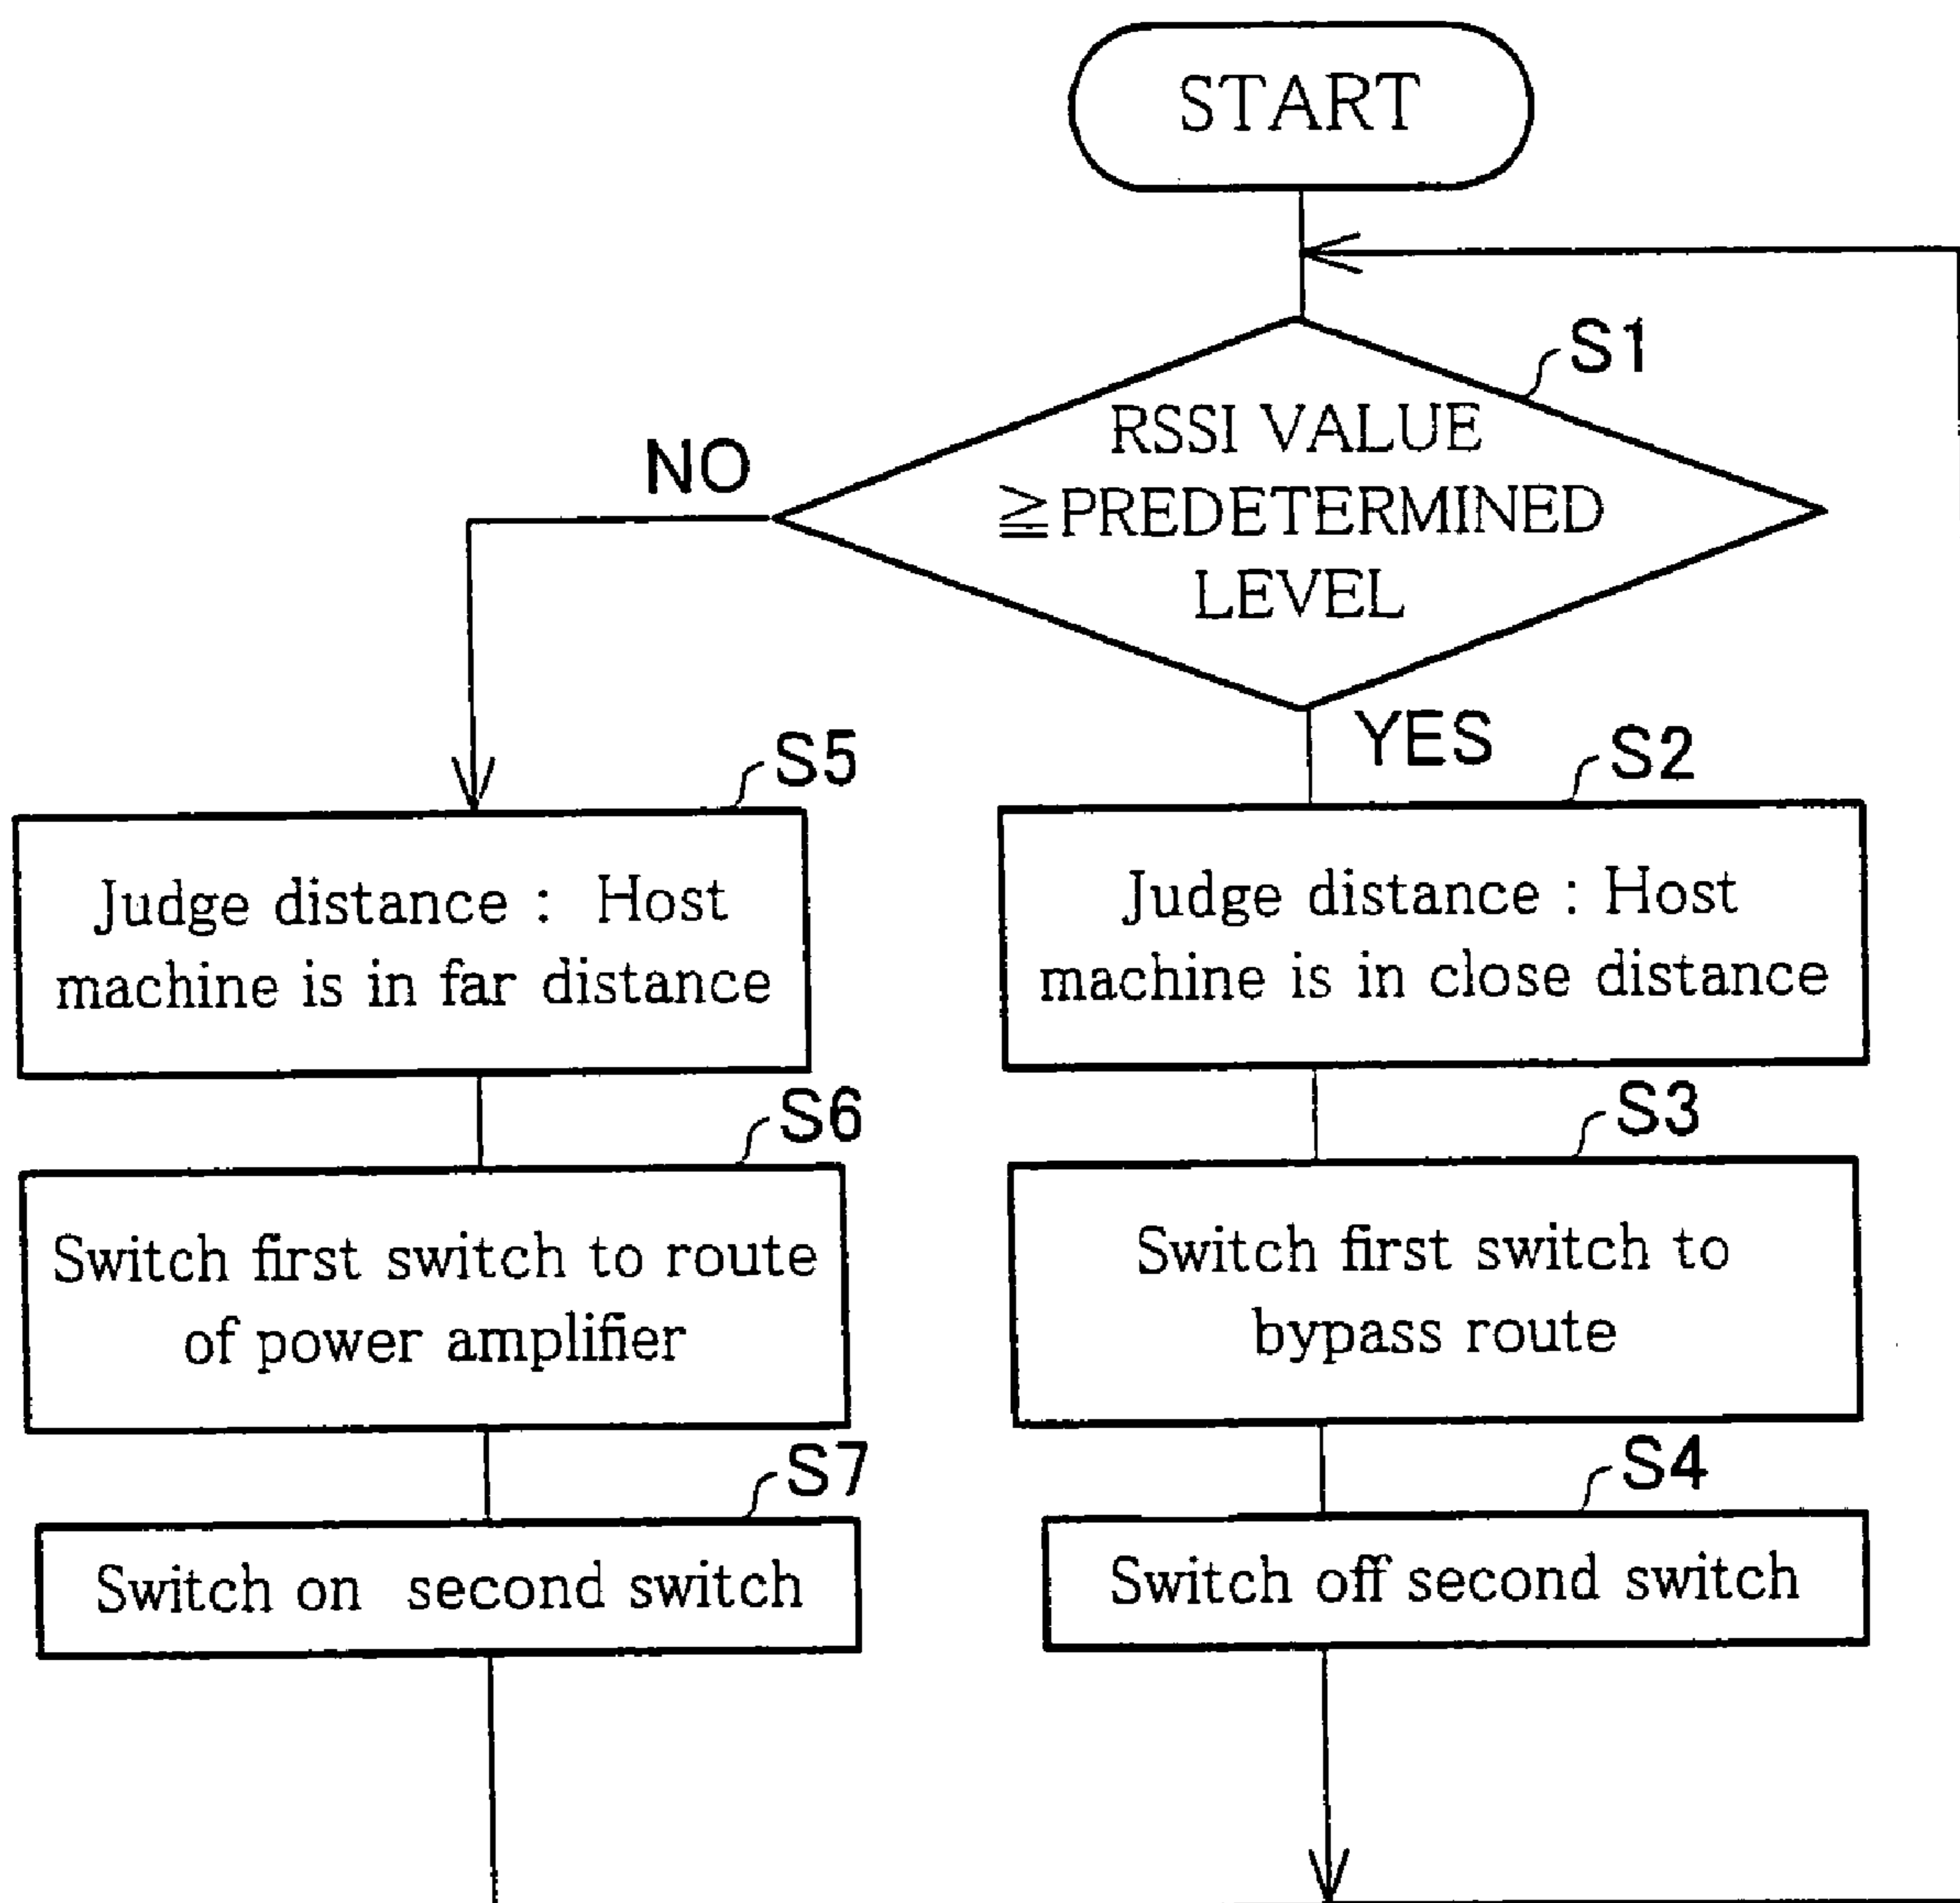 START
S1
RSSI VALUE
≧PREDETERMINED
LEVEL
NO
YES
S5
Judge distance : Host
machine is in far distance
S2
Judge distance : Host
machine is in close distance
S6
Switch first switch to route
of power amplifier
S3
Switch first switch to
bypass route
S7
Switch on second switch
S4
Switch off second switch